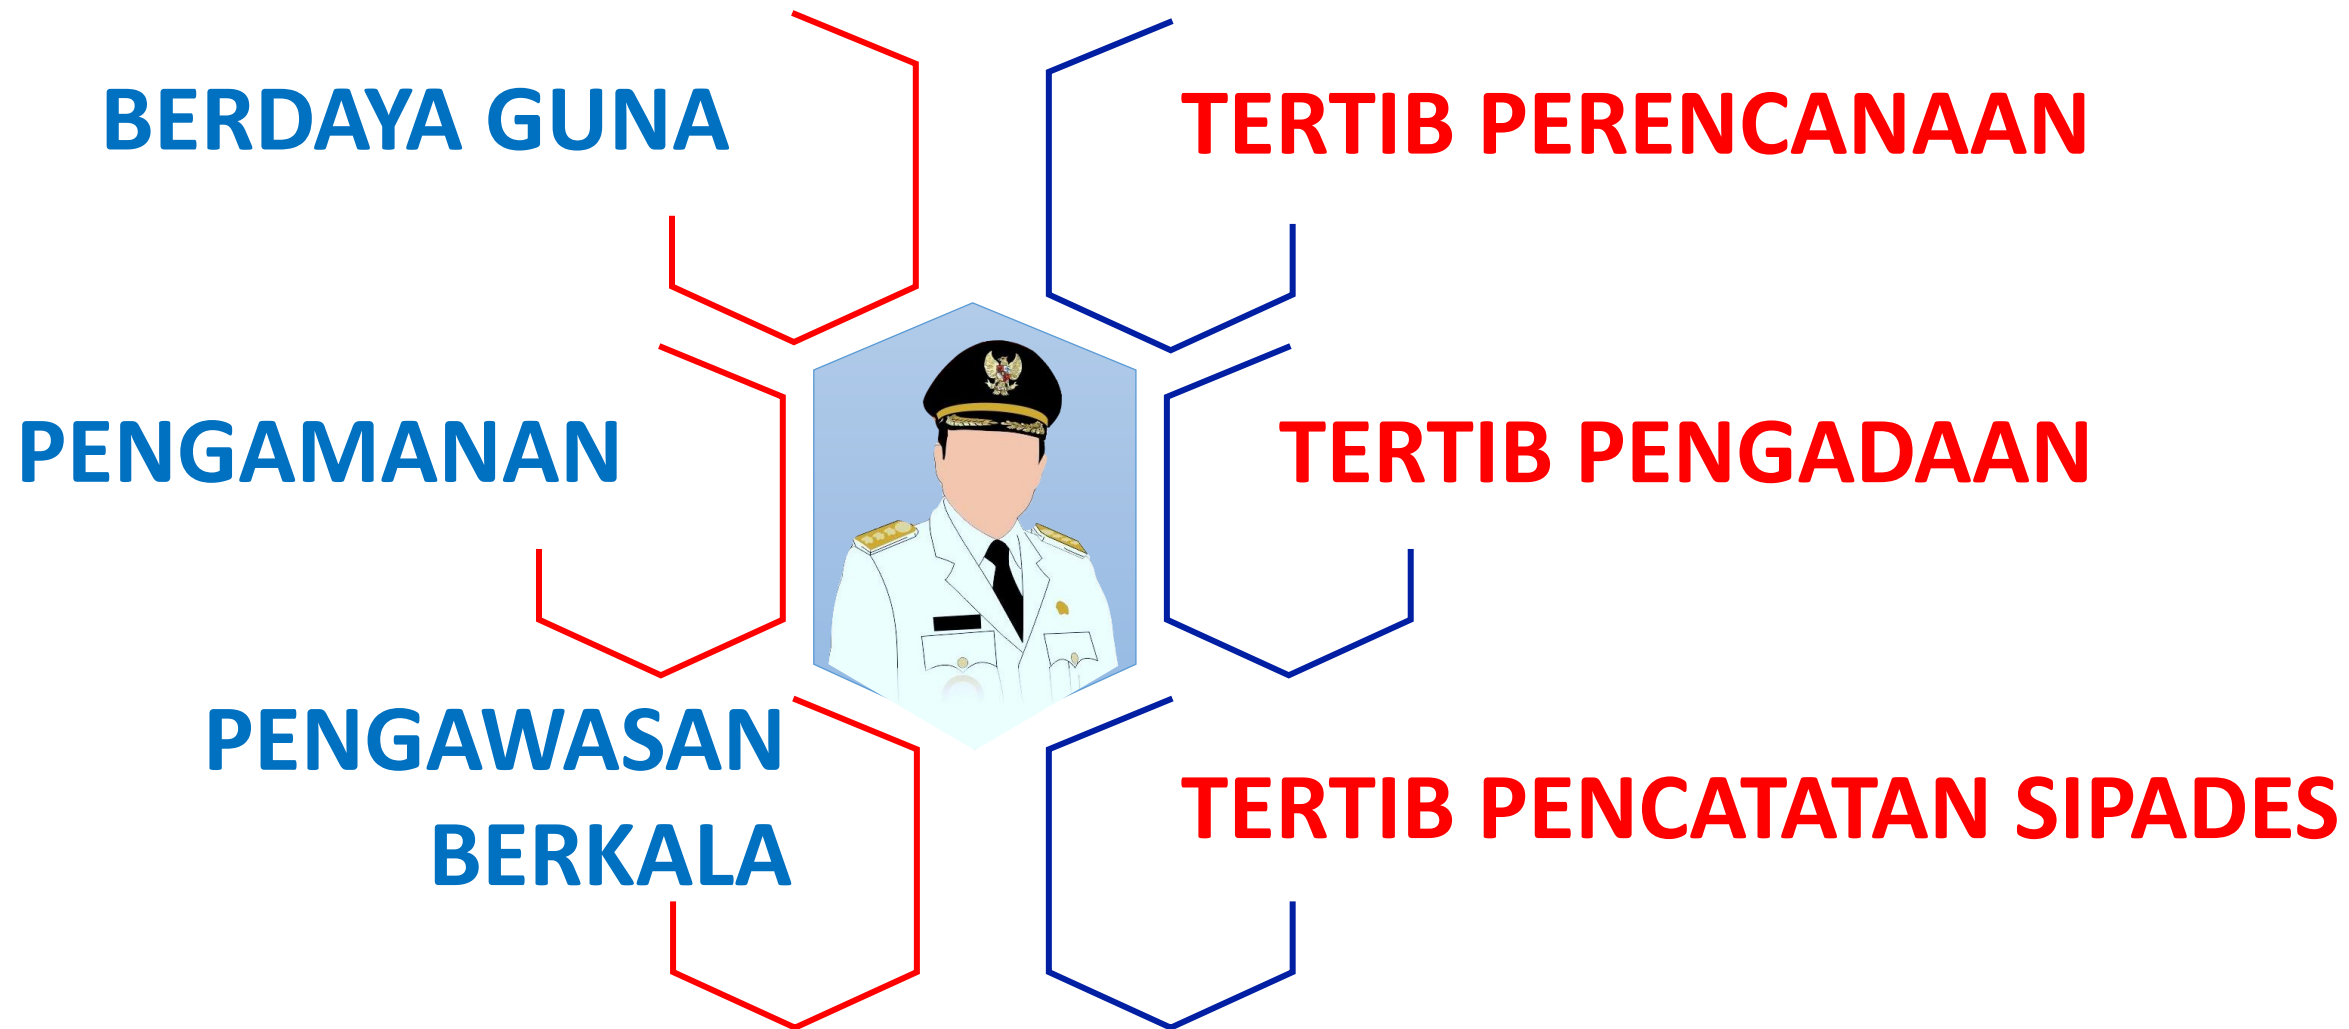 BERDAYA GUNA
TERTIB PERENCANAAN
PENGAMANAN
TERTIB PENGADAAN
PENGAWASAN
BERKALA
TERTIB PENCATATAN SIPADES